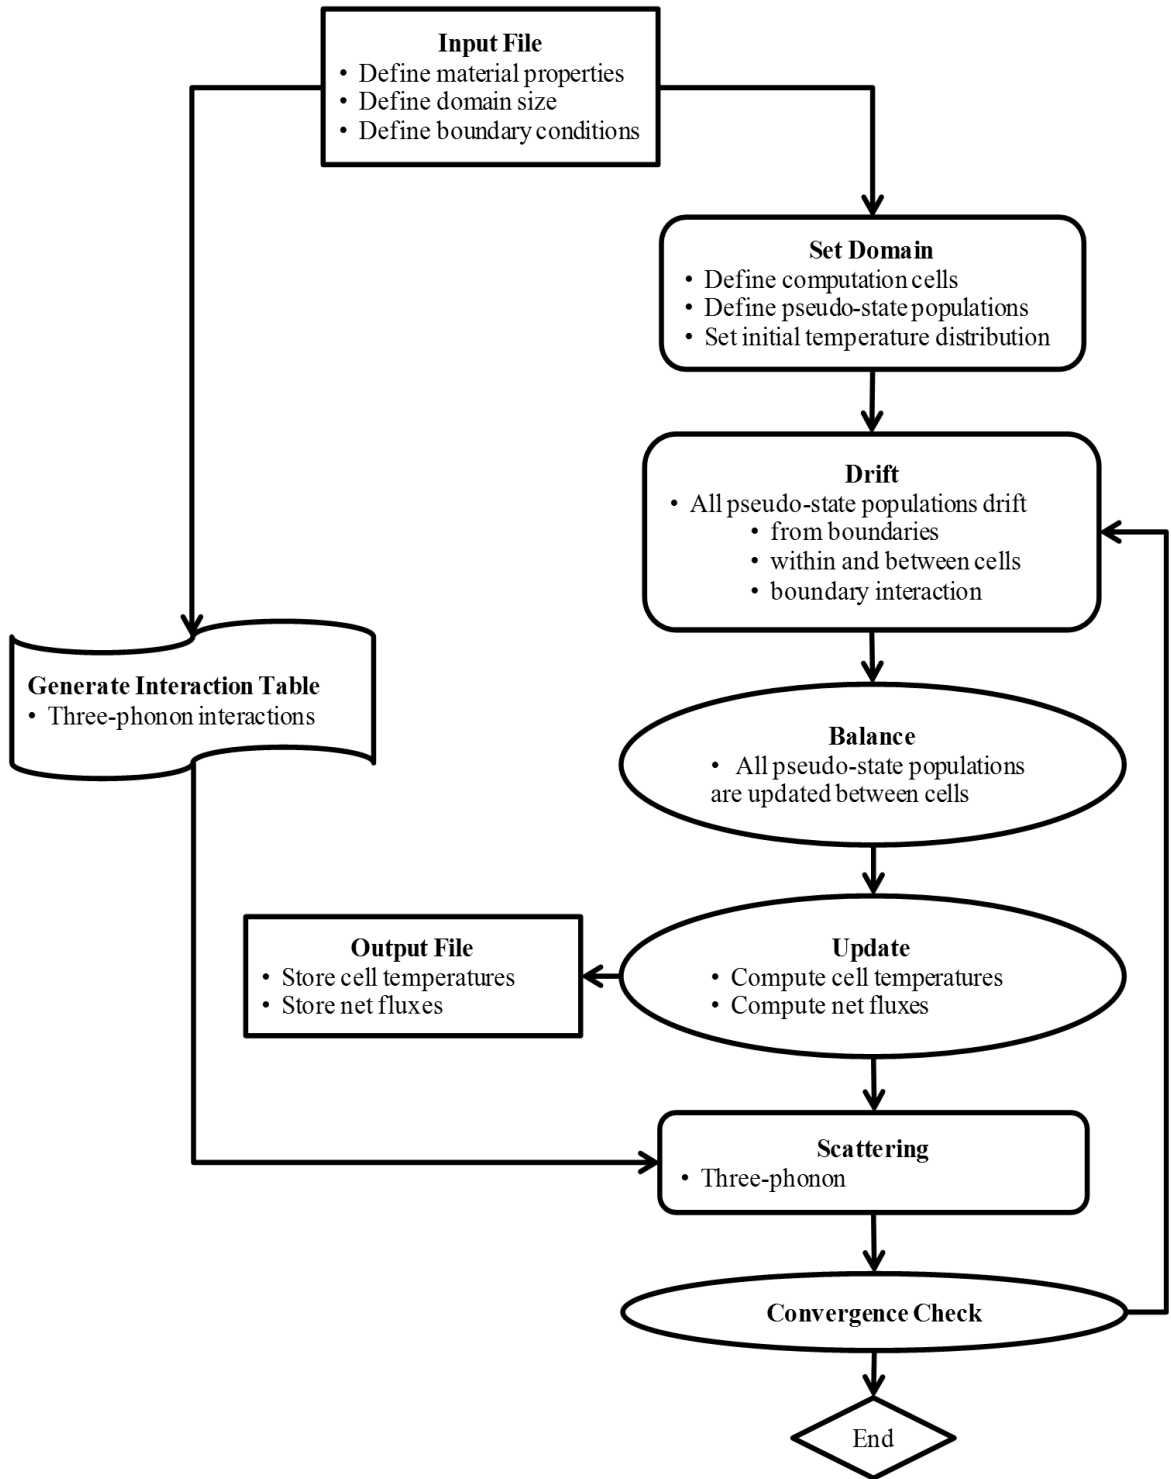 Input File
• Define material properties
• Define domain size
• Define boundary conditions
Set Domain
• Define computation cells
• Define pseudo-state populations
• Set initial temperature distribution
Drift
• All pseudo-state populations drift
• from boundaries
• within and between cells
• boundary interaction
Generate Interaction Table
• Three-phonon interactions
Balance
• All pseudo-state populations
are updated between cells
Output File
• Store cell temperatures
• Store net fluxes
Update
• Compute cell temperatures
• Compute net fluxes
Scattering
• Three-phonon
Convergence Check
End